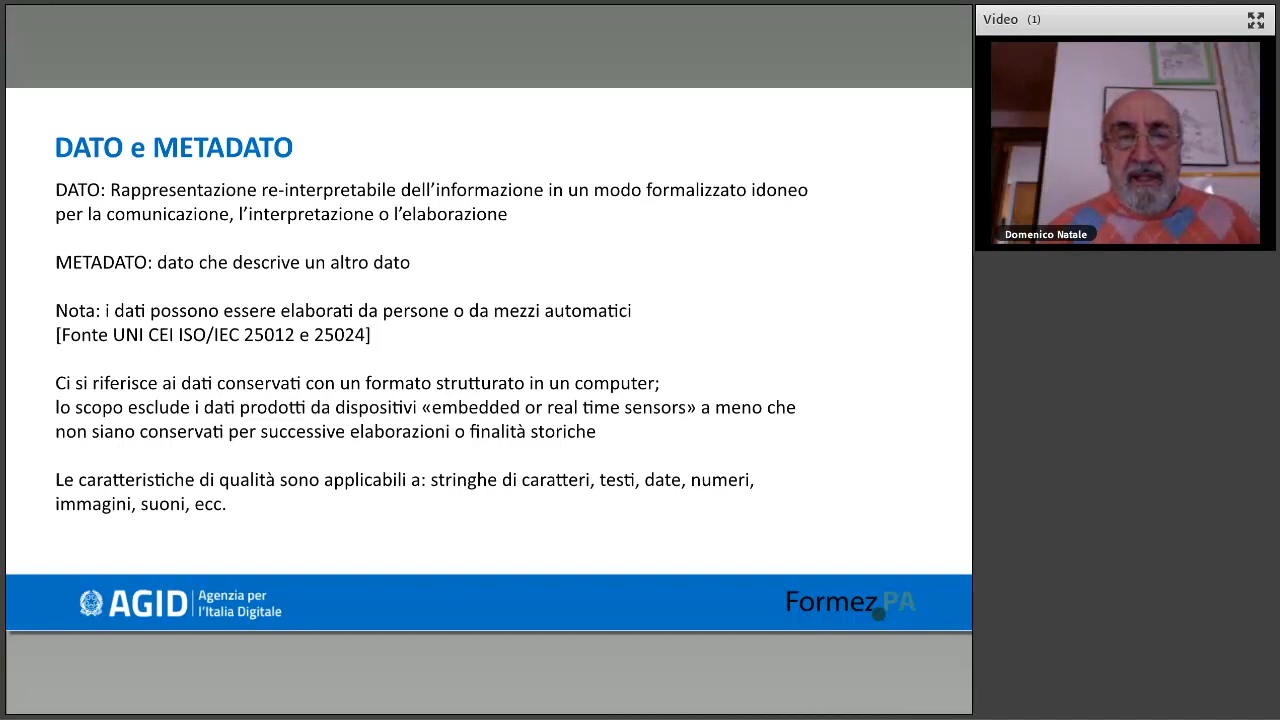 Video (1)
Domenico Natale
DATO e METADATO
DATO: Rappresentazione re-interpretabile dell’informazione in un modo formalizzato idoneo
per la comunicazione, l’interpretazione o l’elaborazione
METADATO: dato che descrive un altro dato
Nota: i dati possono essere elaborati da persone o da mezzi automatici
[Fonte UNI CEI ISO/IEC 25012 e 25024]
Ci si riferisce ai dati conservati con un formato strutturato in un computer;
lo scopo esclude i dati prodotti da dispositivi «embedded or real time sensors» a meno che
non siano conservati per successive elaborazioni o finalità storiche
Le caratteristiche di qualità sono applicabili a: stringhe di caratteri, testi, date, numeri,
immagini, suoni, ecc.
AGID Agenzia per
l’Italia Digitale
Formez PA